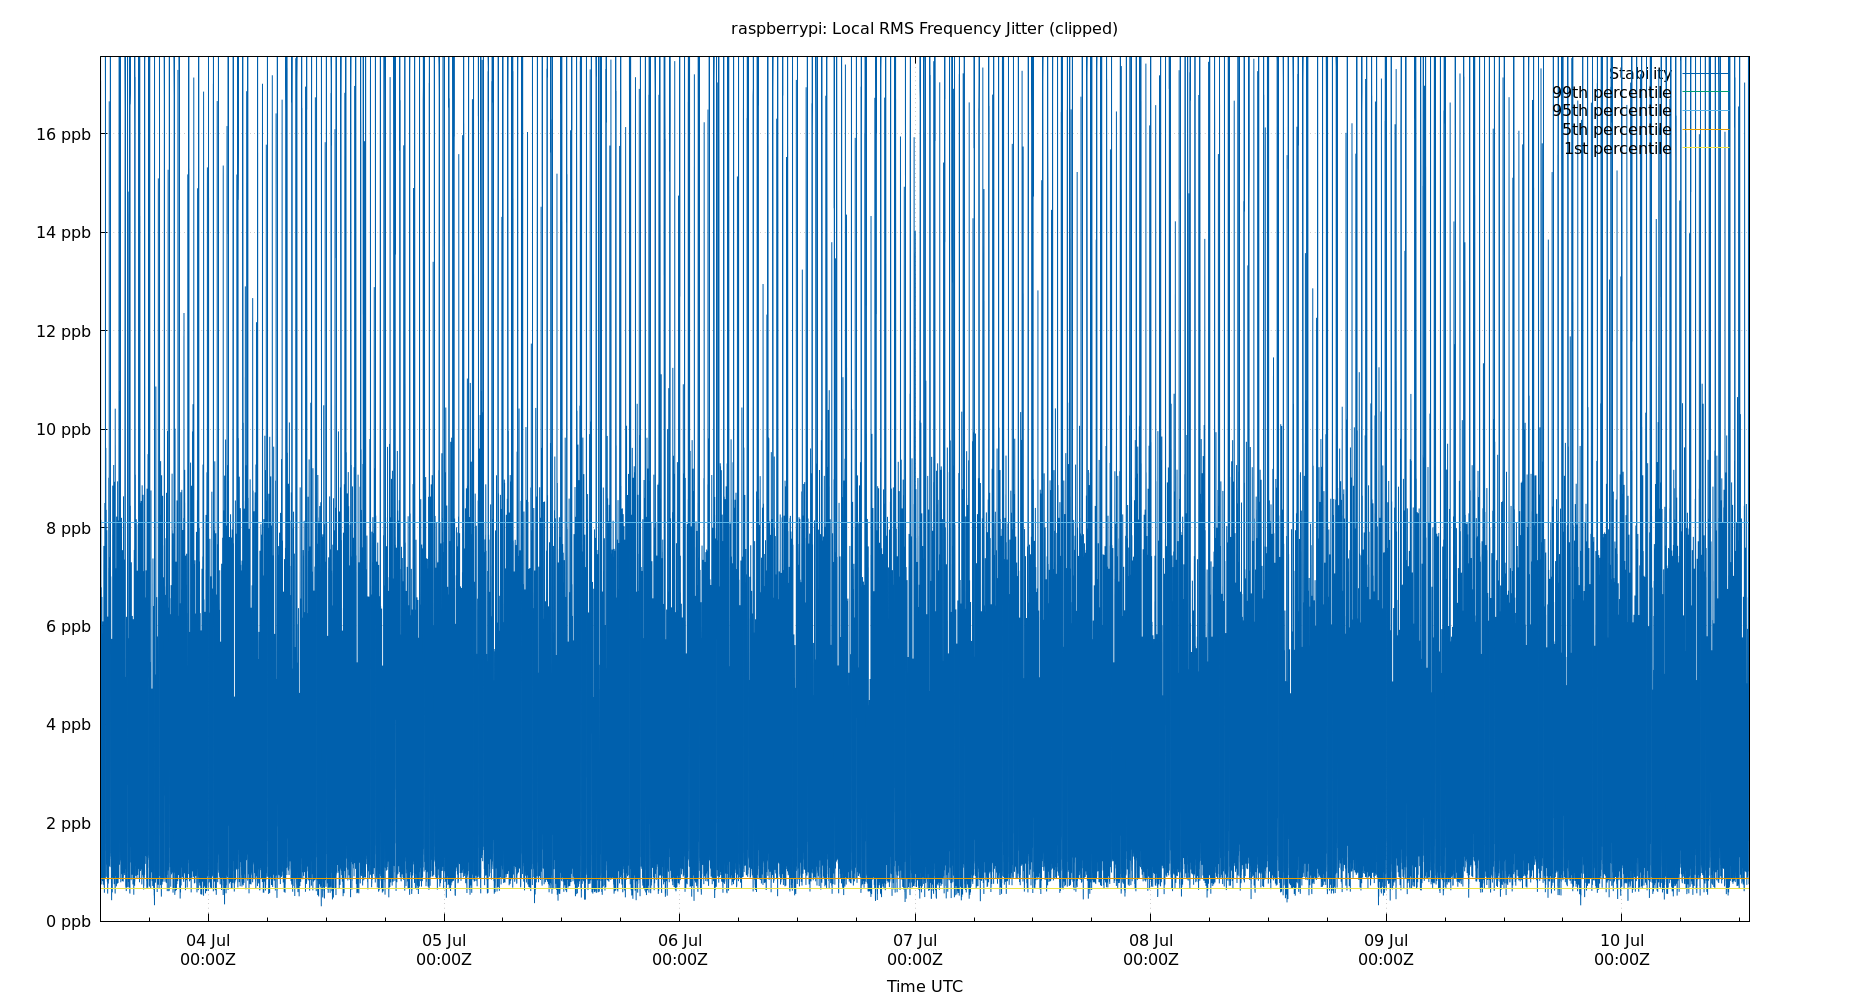 raspberrypi: Local RMS Frequency Jitter (clipped)
Stability
99th percentile
95th percentile
5th percentile
1st percentile
16 ppb
14 ppb
12 ppb
10 ppb
8 ppb
6 ppb
4 ppb
2 ppb
0 ppb
04 Jul 05 Jul 06 Jul 07 Jul 08 Jul 09 Jul 10 Jul
00:00Z 00:00Z 00:00Z 00:00Z 00:00Z 00:00Z 00:00Z
Time UTC